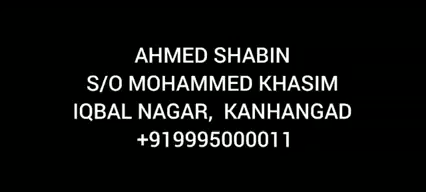 AHMED SHABIN
S/O MOHAMMED KHASIM
IQBAL NAGAR, KANHANGAD
+919995000011